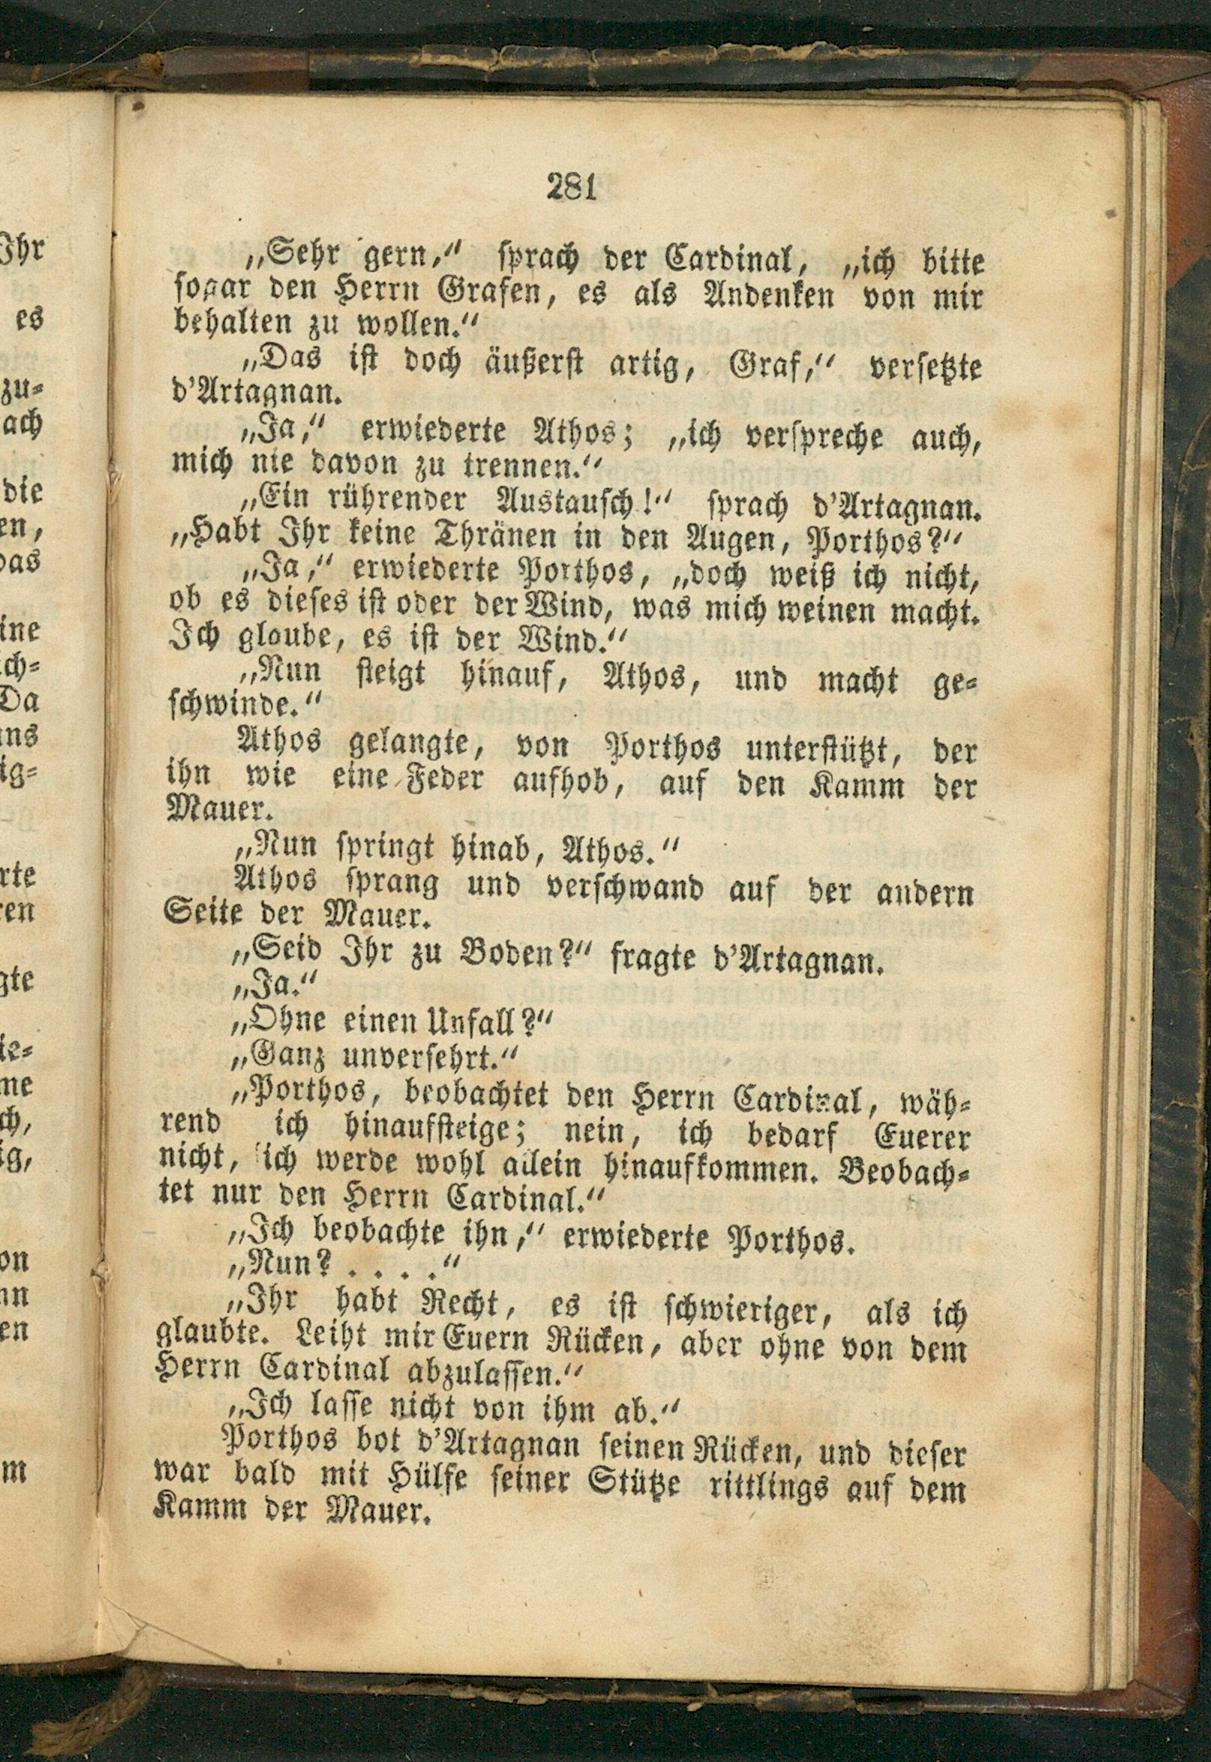 281
„Sehr gern,“ sprach der Cardinal, „ich bitte
sogar den Herrn Grafen, es als Andenken von mir
behalten zu wollen.“
„Das ist doch äußerst artig, Graf,“ versetzte
d'Artagnan.
„Ja,“ erwiederte Athos; „ich verspreche auch,
mich nie davon zu trennen.“
„Ein rührender Austausch!“ sprach d'Artagnan.
„Habt Ihr keine Thränen in den Augen, Porthos?“
„Ja,“ erwiederte Porthos, „doch weiß ich nicht,
ob es dieses ist oder der Wind, was mich weinen macht.
Ich glaube, es ist der Wind.“
„Nun steigt hinauf, Athos, und macht ge-
schwinde.“
Athos gelangte, von Porthos unterstützt, der
ihn wie eine Feder aufhob, auf den Kamm der
Mauer.
„Nun springt hinab, Athos.“
Athos sprang und verschwand auf der andern
Seite der Mauer.
„Seid Ihr zu Boden?“ fragte d'Artagnan.
„Ja.“
„Ohne einen Unfall?“
„Ganz unversehrt.“
„Porthos, beobachtet den Herrn Cardinal, wäh-
rend ich hinaufsteige; nein, ich bedarf Euerer
nicht, ich werde wohl allein hinaufkommen. Beobach-
tet nur den Herrn Cardinal.“
„Ich beobachte ihn,“ erwiederte Porthos.
„Nun? . . . .“
„Ihr habt Recht, es ist schwieriger, als ich
glaubte. Leiht mir Euern Rücken, aber ohne von dem
Herrn Cardinal abzulassen.“
„Ich lasse nicht von ihm ab.“
Porthos bot d'Artagnan seinen Rücken, und dieser
war bald mit Hülfe seiner Stütze rittlings auf dem
Kamm der Mauer.